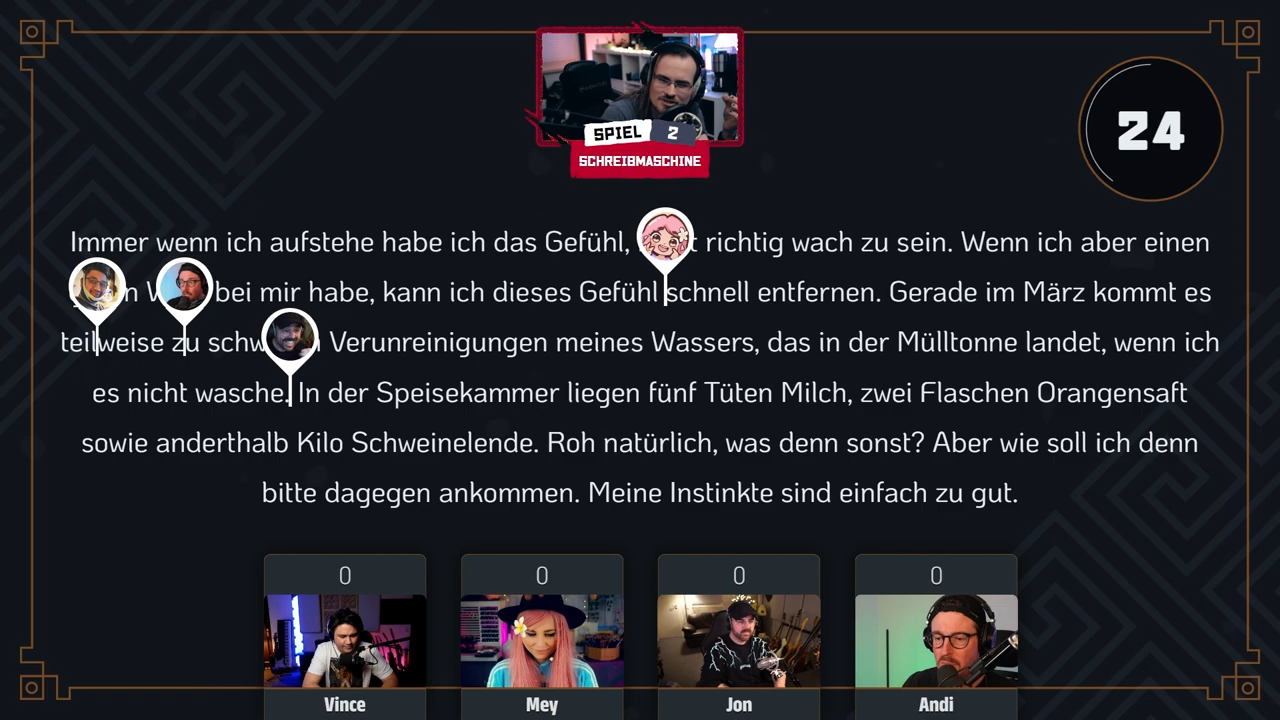 SPIEL 2
SCHREIBMASCHINE
24
Immer wenn ich aufstehe habe ich das Gefühl, richtig wach zu sein. Wenn ich aber einen
bei mir habe, kann ich dieses Gefühl schnell entfernen. Gerade im März kommt es
teilweise zu Verunreinigungen meines Wassers, das in der Mülltonne landet, wenn ich
es nicht wasche. In der Speisekammer liegen fünf Tüten Milch, zwei Flaschen Orangensaft
sowie anderthalb Kilo Schweinelende. Roh natürlich, was denn sonst? Aber wie soll ich denn
bitte dagegen ankommen. Meine Instinkte sind einfach zu gut.
0 0 0 0
Vince Mey Jon Andi